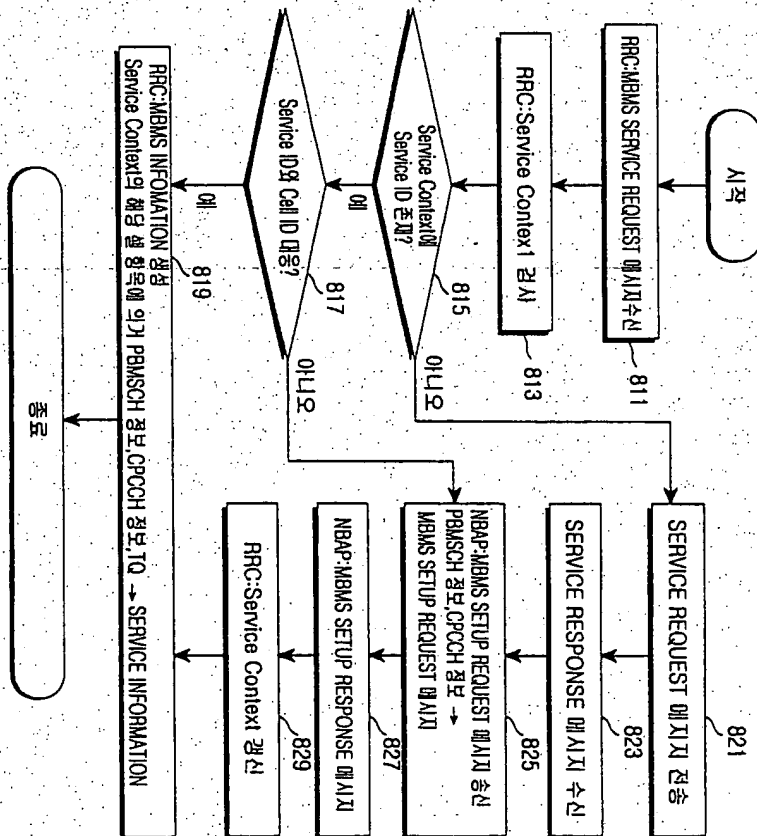 시작
RRC:MBMS SERVICE REQUEST 메시지수신
811
RRC:Service Context 검사
813
Service Context에
Service ID 존재?
815
예
아니오
Service ID와 Cell ID 대응?
817
예
아니오
RRC:MBMS INFOMATION 생성
Service Context의 해당 셀 항목에 의거 PBMSCH 정보,CPCCH 정보,TQ → SERVICE INFORMATION
819
종료
SERVICE REQUEST 메지지 전송
821
SERVICE RESPONSE 메시지 수신
823
NBAP:MBMS SETUP REQUEST 메시지 송신
PBMSCH 정보,CPCCH 정보 →
MBMS SETUP REQUEST 메시지
825
NBAP:MBMS SETUP RESPONSE 메시지
827
RRC:Service Context 갱신
829